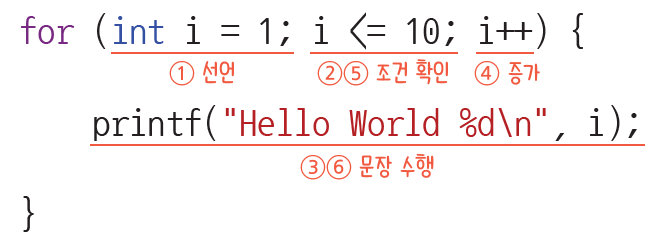 for (int i = 1; i <= 10; i++) {
① 선언 ②⑤ 조건 확인 ④ 증가
printf("Hello World %d\n", i);
③⑥ 문장 수행
}